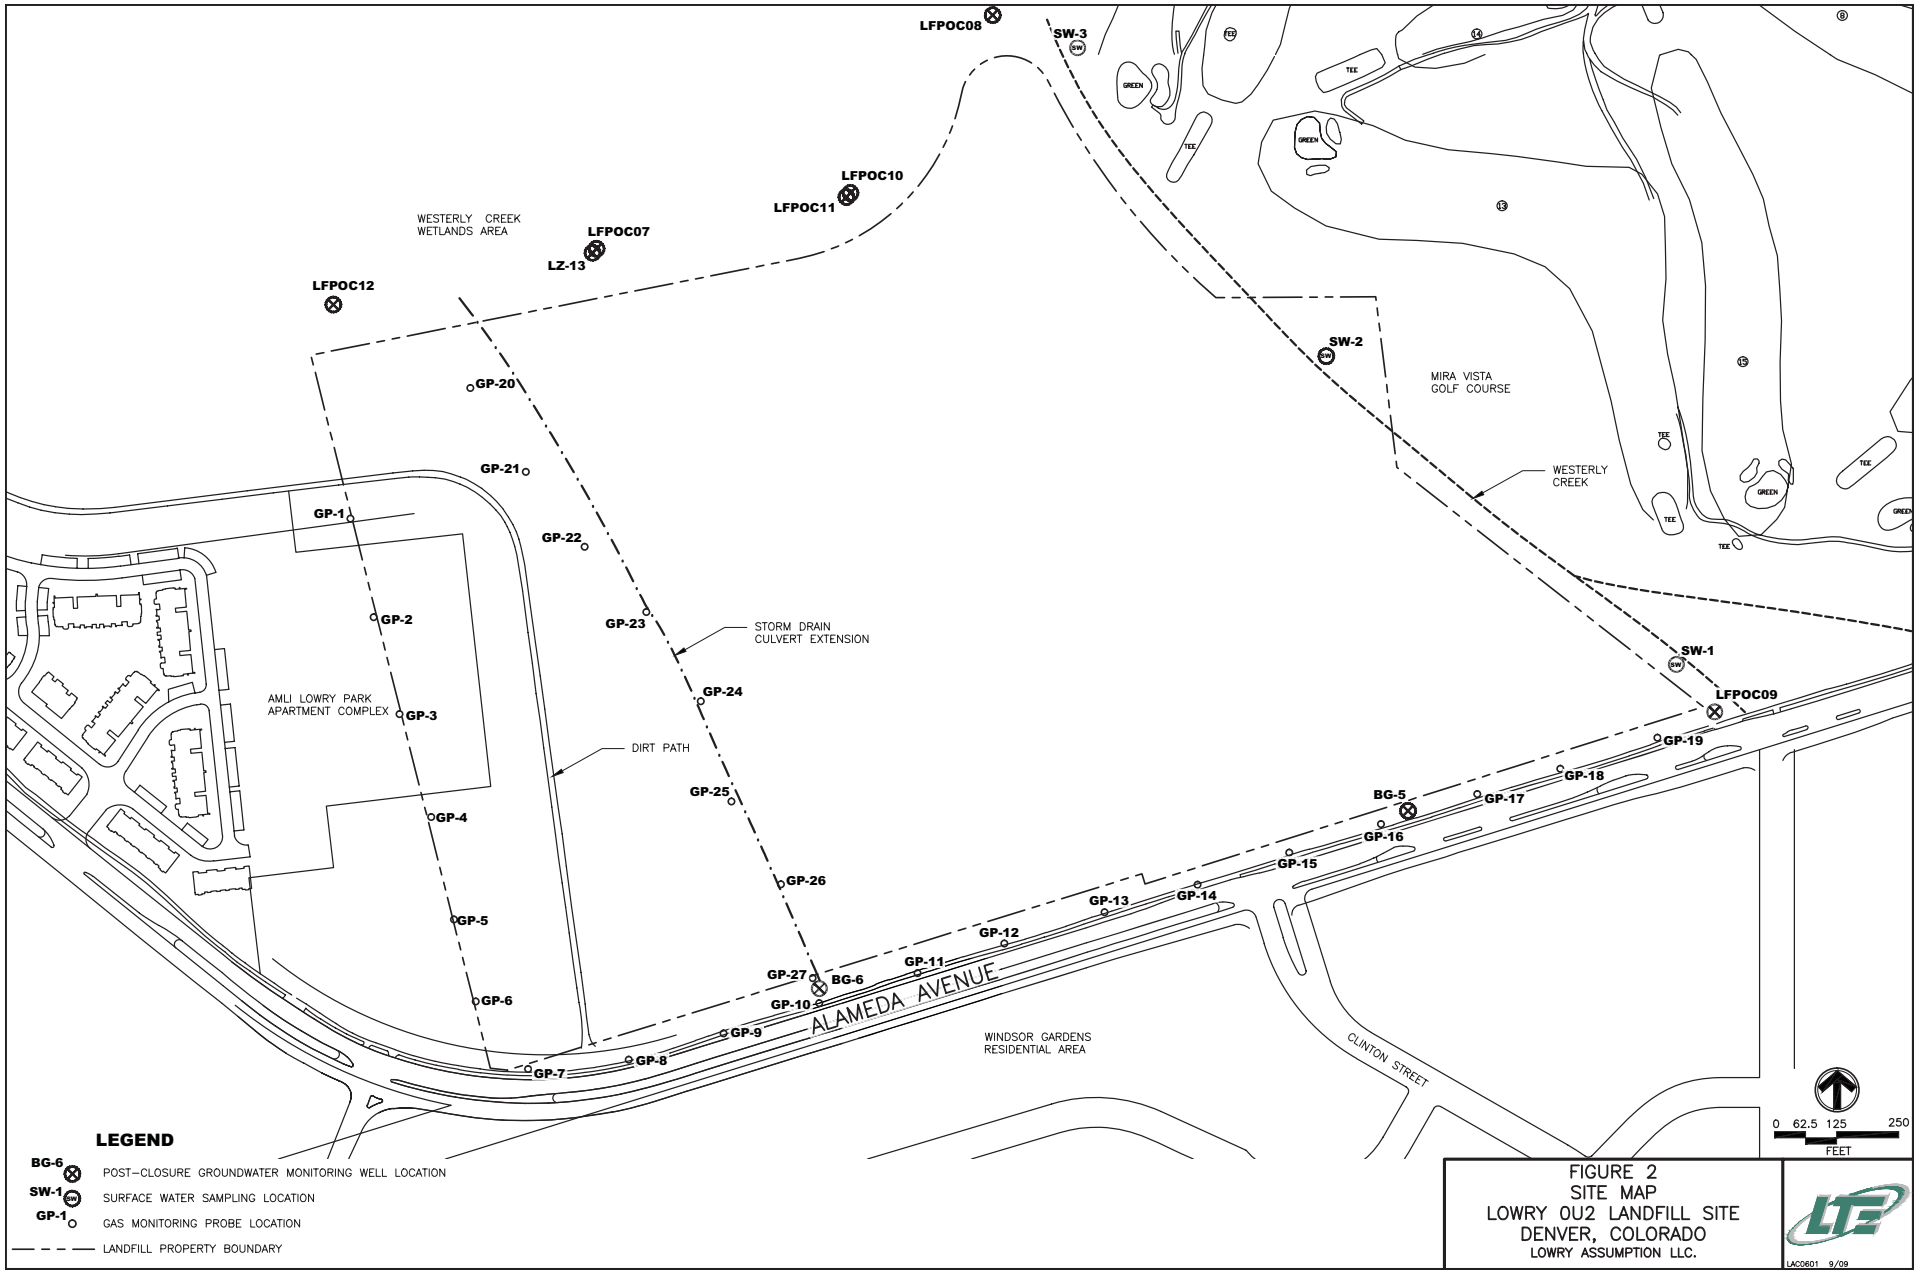 LFPOC08
SW-3
SW
TEE
14
8
TEE
GREEN
TEE
GREEN
LFPOC10
LFPOC11
13
WESTERLY CREEK
WETLANDS AREA
LFPOC07
LZ-13
LFPOC12
SW-2
SW
15
MIRA VISTA
GOLF COURSE
GP-20
TEE
TEE
GP-21
WESTERLY
CREEK
GREEN
GREEN
GP-1
TEE
GP-22
TEE
GP-2
GP-23
STORM DRAIN
CULVERT EXTENSION
SW-1
SW
AMLI LOWRY PARK
APARTMENT COMPLEX
GP-24
LFPOC09
GP-3
GP-19
DIRT PATH
GP-18
GP-25
BG-5
GP-17
GP-4
GP-16
GP-15
GP-26
GP-14
GP-13
GP-5
GP-12
GP-11
GP-27
BG-6
GP-6
GP-10
ALAMEDA AVENUE
GP-9
WINDSOR GARDENS
RESIDENTIAL AREA
CLINTON STREET
GP-8
GP-7
0 62.5 125 250
FEET
LEGEND
BG-6
POST-CLOSURE GROUNDWATER MONITORING WELL LOCATION
SW-1
SW
SURFACE WATER SAMPLING LOCATION
GP-1
GAS MONITORING PROBE LOCATION
LANDFILL PROPERTY BOUNDARY
FIGURE 2
SITE MAP
LOWRY OU2 LANDFILL SITE
DENVER, COLORADO
LOWRY ASSUMPTION LLC.
LTE
LAC0601 9/09